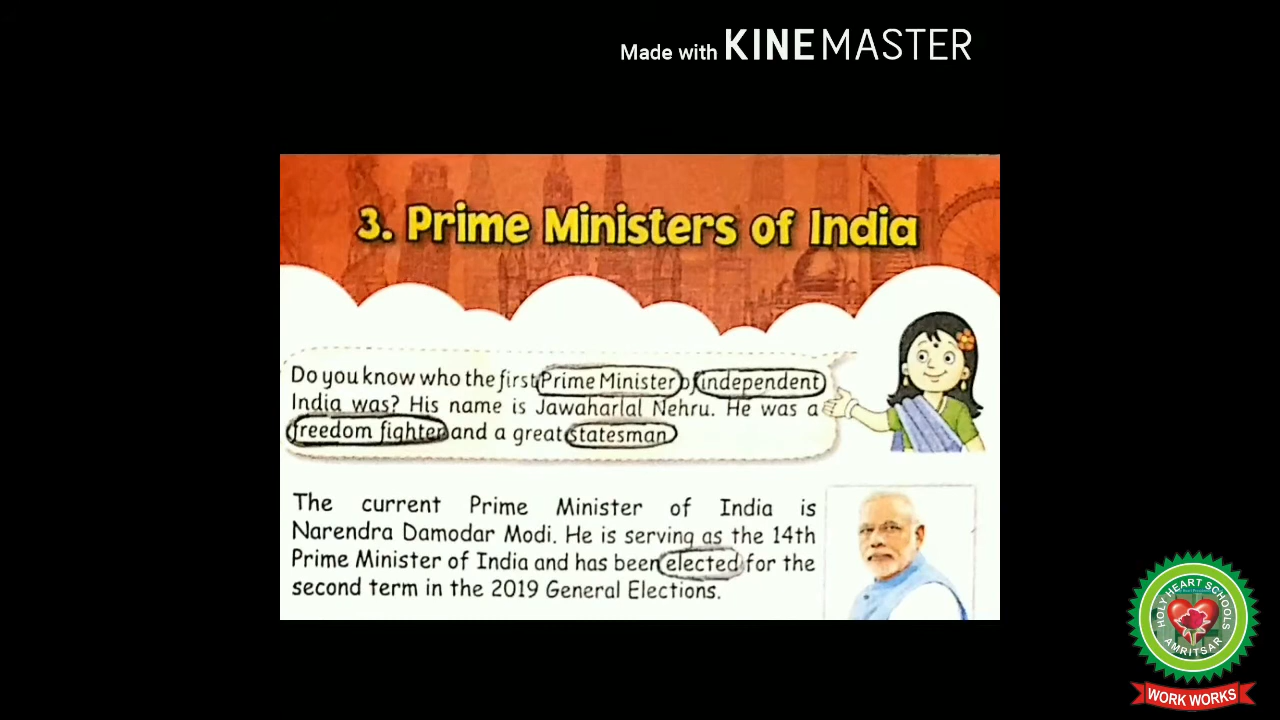 Made with KINEMASTER
3. Prime Ministers of India
Do you know who the first Prime Minister of independent
India was? His name is Jawaharlal Nehru. He was a
freedom fighter and a great statesman
The current Prime Minister of India is
Narendra Damodar Modi. He is serving as the 14th
Prime Minister of India and has been elected for the
second term in the 2019 General Elections.
HOLY HEART SCHOOLS
AMRITSAR
WORK WORKS